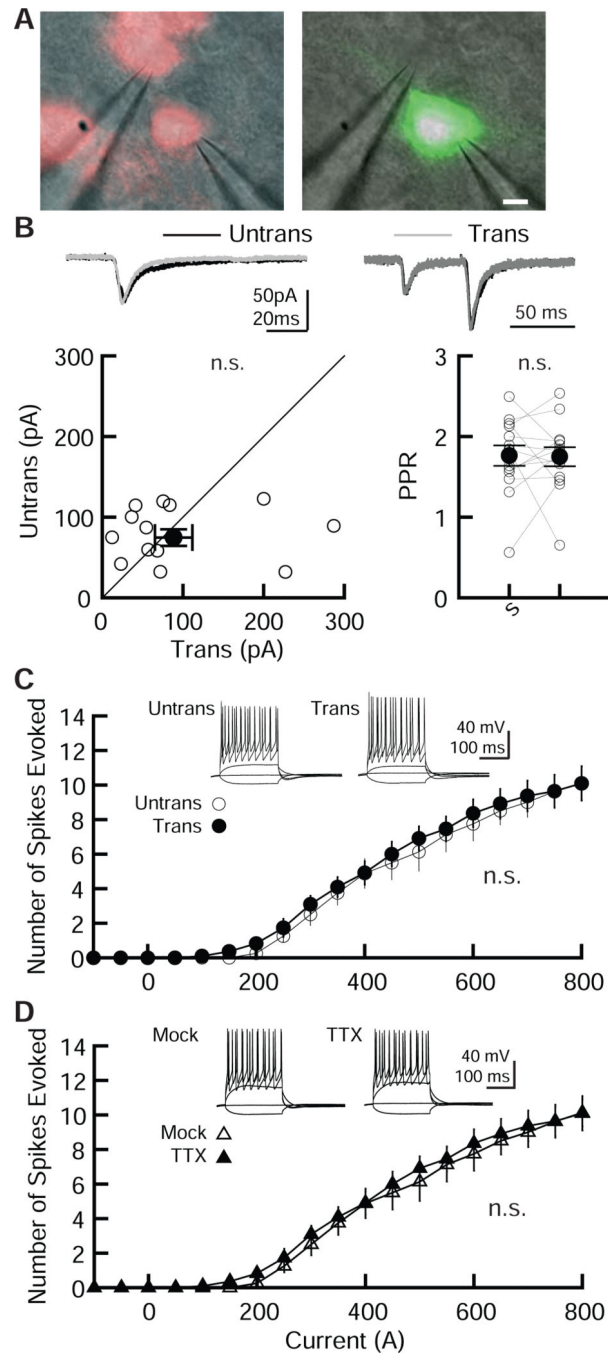 A
B
Untrans Trans
50pA
20ms
50 ms
300
200
100
0
Untrans (pA)
n.s.
100 200 300
Trans (pA)
3
2
1
0
PPR
n.s.
s
C
14
12
10
8
6
4
2
0
Number of Spikes Evoked
Untrans Trans
40 mV
100 ms
Untrans
Trans
n.s.
0 200 400 600 800
D
14
12
10
8
6
4
2
0
Number of Spikes Evoked
Mock TTX
40 mV
100 ms
Mock
TTX
n.s.
0 200 400 600 800
Current (A)